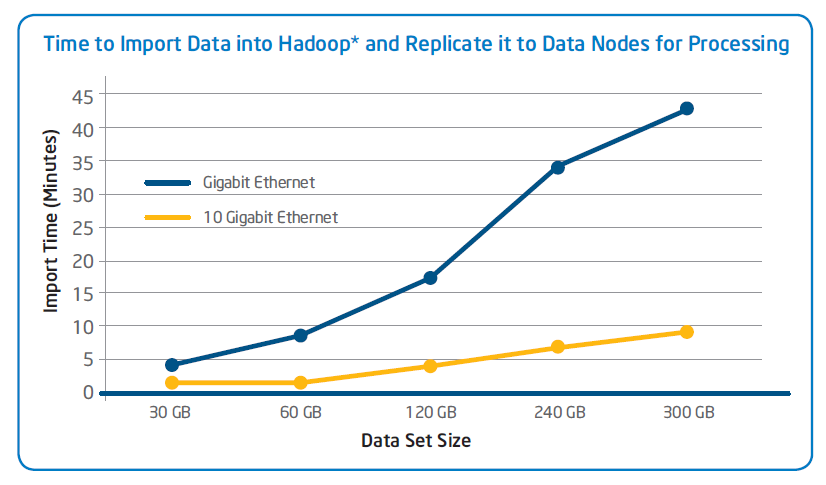 Time to Import Data into Hadoop* and Replicate it to Data Nodes for Processing
Import Time (Minutes)
45
40
35
30
25
20
15
10
5
0
Gigabit Ethernet
10 Gigabit Ethernet
30 GB
60 GB
120 GB
240 GB
300 GB
Data Set Size